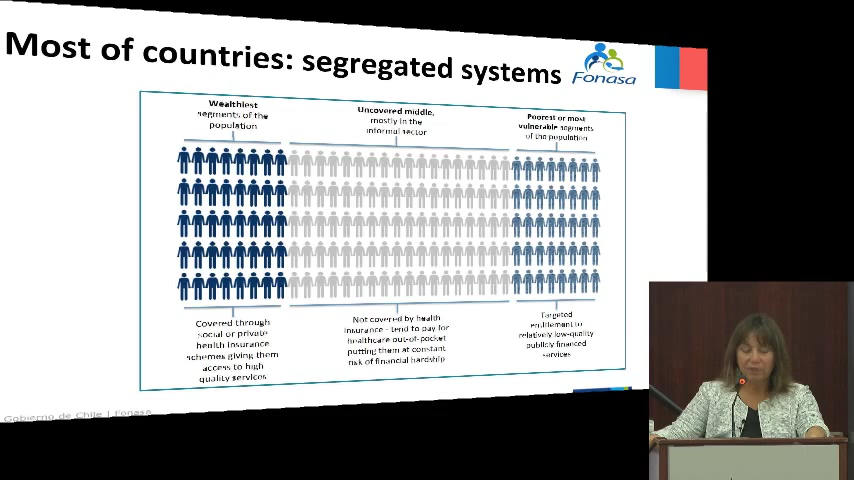 Most of countries: segregated systems
Fonasa
Wealthiest
segments of the
population
Uncovered middle,
mostly in the
informal sector
Poorest or most
vulnerable segments
of the population
Covered through
social or private
health insurance
schemes giving them
access to high
quality services
Not covered by health
insurance - tend to pay for
healthcare out-of-pocket
putting them at constant
risk of financial hardship
Targeted
entitlement to
relatively low-quality
publicly financed
services
Gobierno de Chile | Fonasa